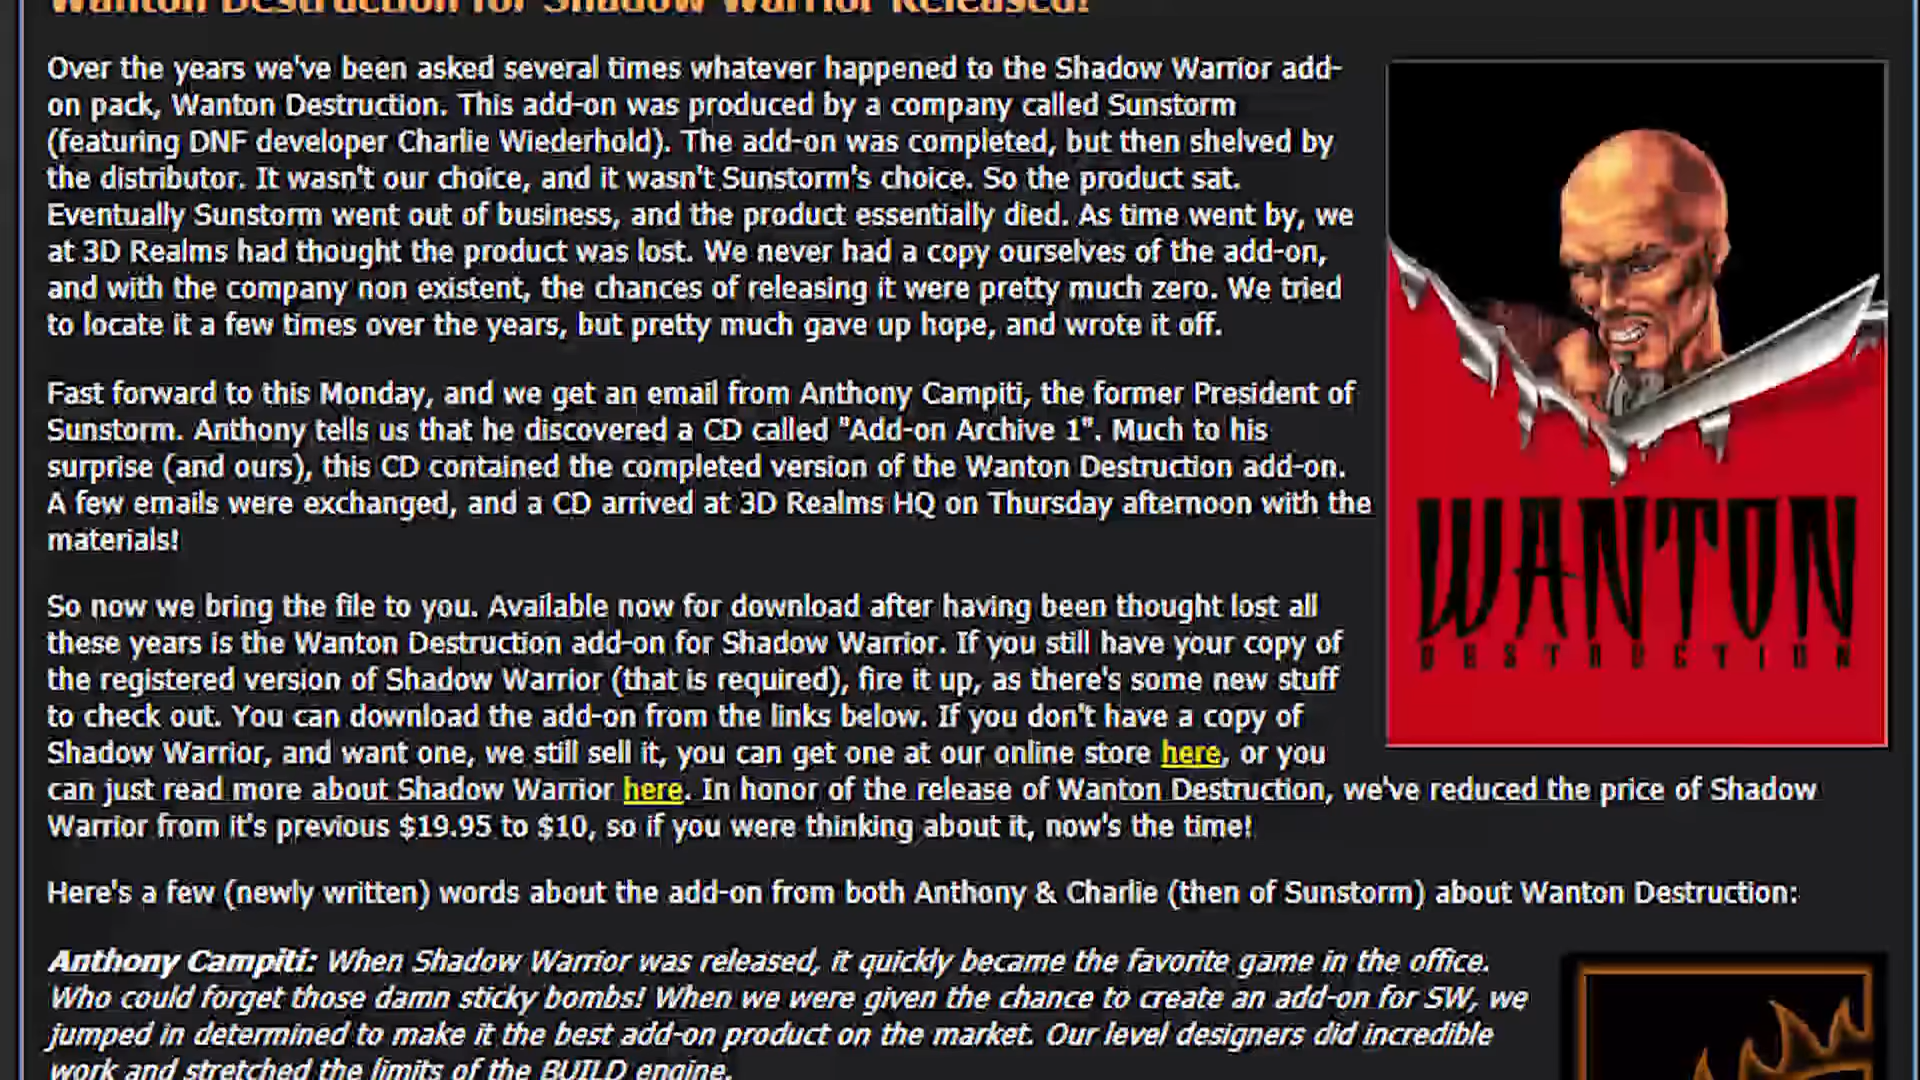 Wanton Destruction for Shadow Warrior Released!
Over the years we've been asked several times whatever happened to the Shadow Warrior add-
on pack, Wanton Destruction. This add-on was produced by a company called Sunstorm
(featuring DNF developer Charlie Wiederhold). The add-on was completed, but then shelved by
the distributor. It wasn't our choice, and it wasn't Sunstorm's choice. So the product sat.
Eventually Sunstorm went out of business, and the product essentially died. As time went by, we
at 3D Realms had thought the product was lost. We never had a copy ourselves of the add-on,
and with the company non existent, the chances of releasing it were pretty much zero. We tried
to locate it a few times over the years, but pretty much gave up hope, and wrote it off.
Fast forward to this Monday, and we get an email from Anthony Campiti, the former President of
Sunstorm. Anthony tells us that he discovered a CD called "Add-on Archive 1". Much to his
surprise (and ours), this CD contained the completed version of the Wanton Destruction add-on.
A few emails were exchanged, and a CD arrived at 3D Realms HQ on Thursday afternoon with the
materials!
So now we bring the file to you. Available now for download after having been thought lost all
these years is the Wanton Destruction add-on for Shadow Warrior. If you still have your copy of
the registered version of Shadow Warrior (that is required), fire it up, as there's some new stuff
to check out. You can download the add-on from the links below. If you don't have a copy of
Shadow Warrior, and want one, we still sell it, you can get one at our online store here, or you
can just read more about Shadow Warrior here. In honor of the release of Wanton Destruction, we've reduced the price of Shadow
Warrior from it's previous $19.95 to $10, so if you were thinking about it, now's the time!
Here's a few (newly written) words about the add-on from both Anthony & Charlie (then of Sunstorm) about Wanton Destruction:
Anthony Campiti: When Shadow Warrior was released, it quickly became the favorite game in the office.
Who could forget those damn sticky bombs! When we were given the chance to create an add-on for SW, we
jumped in determined to make it the best add-on product on the market. Our level designers did incredible
work and stretched the limits of the BUILD engine.
WANTON
DESTRUCTION